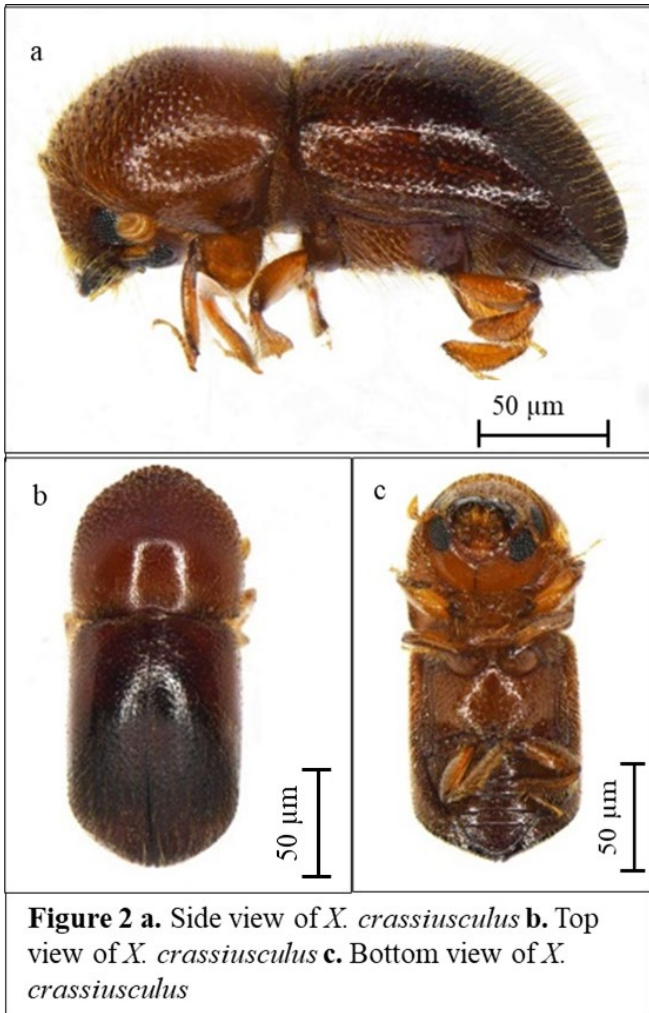 a
50 μm
b
50 μm
c
50 μm
Figure 2 a. Side view of X. crassiusculus b. Top
view of X. crassiusculus c. Bottom view of X.
crassiusculus